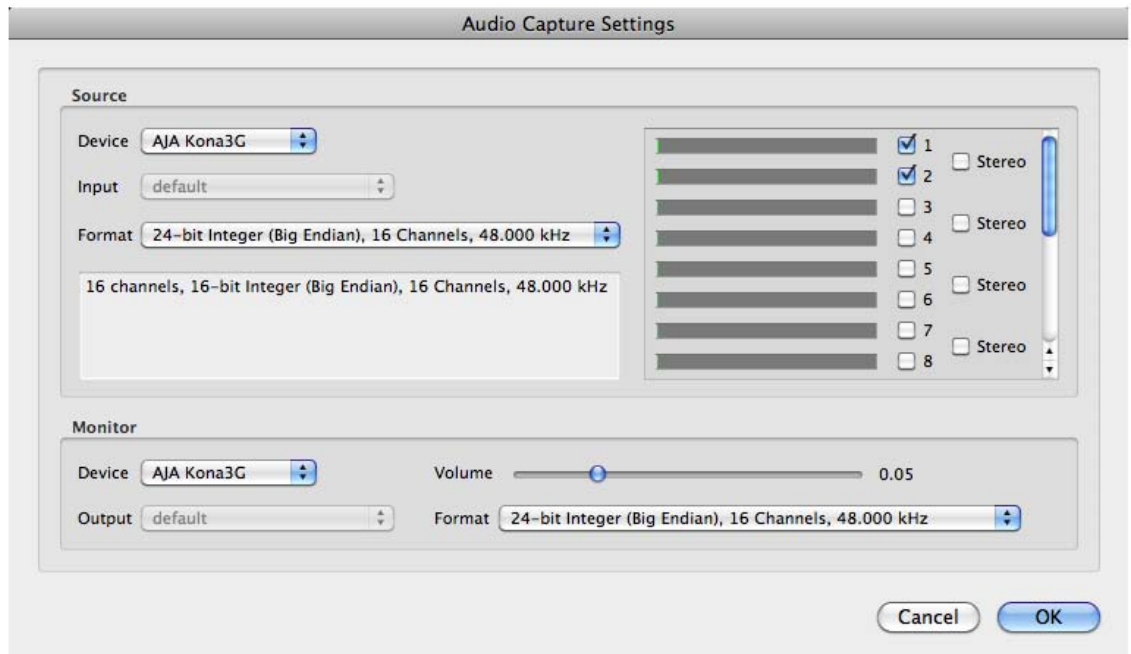 Audio Capture Settings
Source
Device AJA Kona3G
Input default
Format 24-bit Integer (Big Endian), 16 Channels, 48.000 kHz
16 channels, 16-bit Integer (Big Endian), 16 Channels, 48.000 kHz
1
Stereo
2
3
Stereo
4
5
Stereo
6
7
Stereo
8
Monitor
Device AJA Kona3G
Volume 0.05
Output default
Format 24-bit Integer (Big Endian), 16 Channels, 48.000 kHz
Cancel
OK